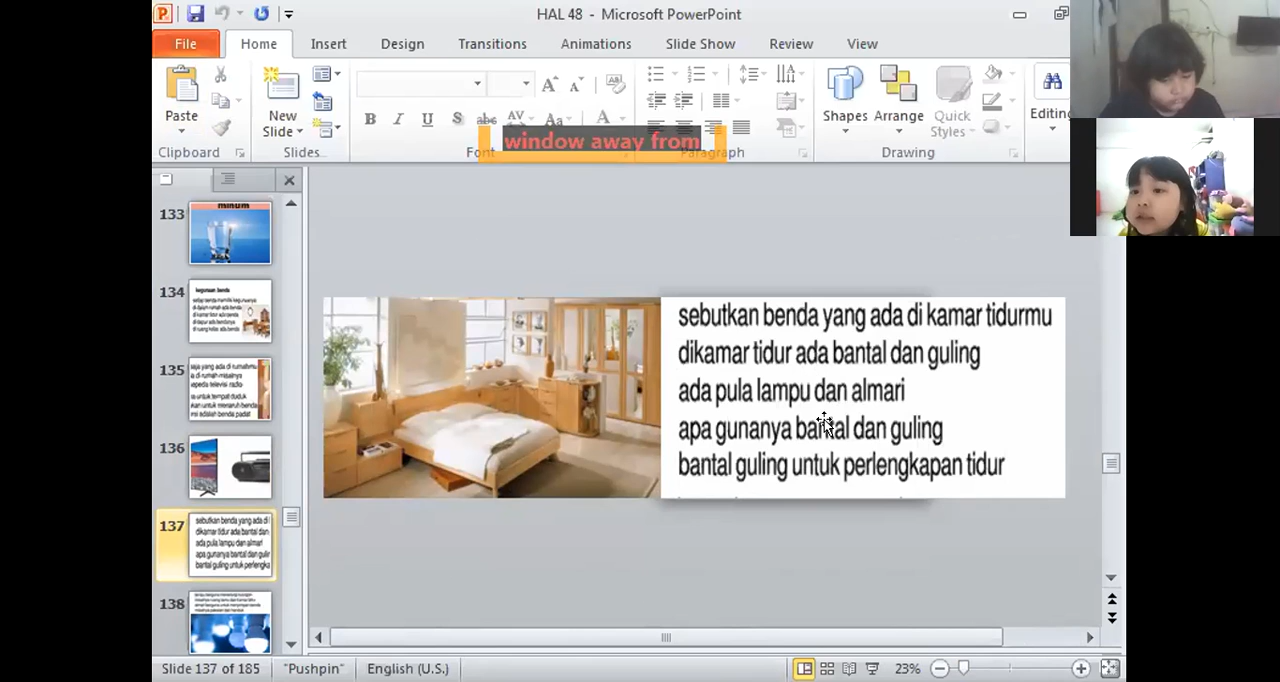 HAL 48 - Microsoft PowerPoint
File Home Insert Design Transitions Animations Slide Show Review View
Paste
New Slide
Shapes Arrange Quick Styles
Editing
Clipboard Slides Font Paragraph Drawing
window away from
133
minum
134
kegunaan benda
135
136
137
138
sebutkan benda yang ada di kamar tidurmu
dikamar tidur ada bantal dan guling
ada pula lampu dan almari
apa gunanya bantal dan guling
bantal guling untuk perlengkapan tidur
Slide 137 of 185 "Pushpin" English (U.S.) 23%